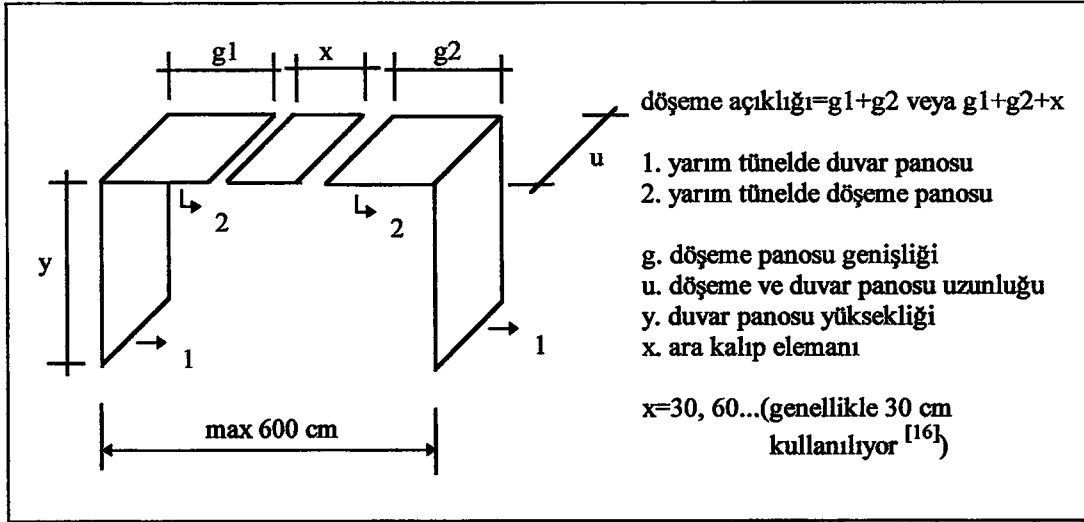 g1 x g2
döşeme açıklığı=g1+g2 veya g1+g2+x
u
1. yarım tünelde duvar panosu
2. yarım tünelde döşeme panosu
2 2
y
g. döşeme panosu genişliği
u. döşeme ve duvar panosu uzunluğu
y. duvar panosu yüksekliği
x. ara kalıp elemanı
1 1
x=30, 60...(genellikle 30 cm
kullanılıyor [16])
max 600 cm